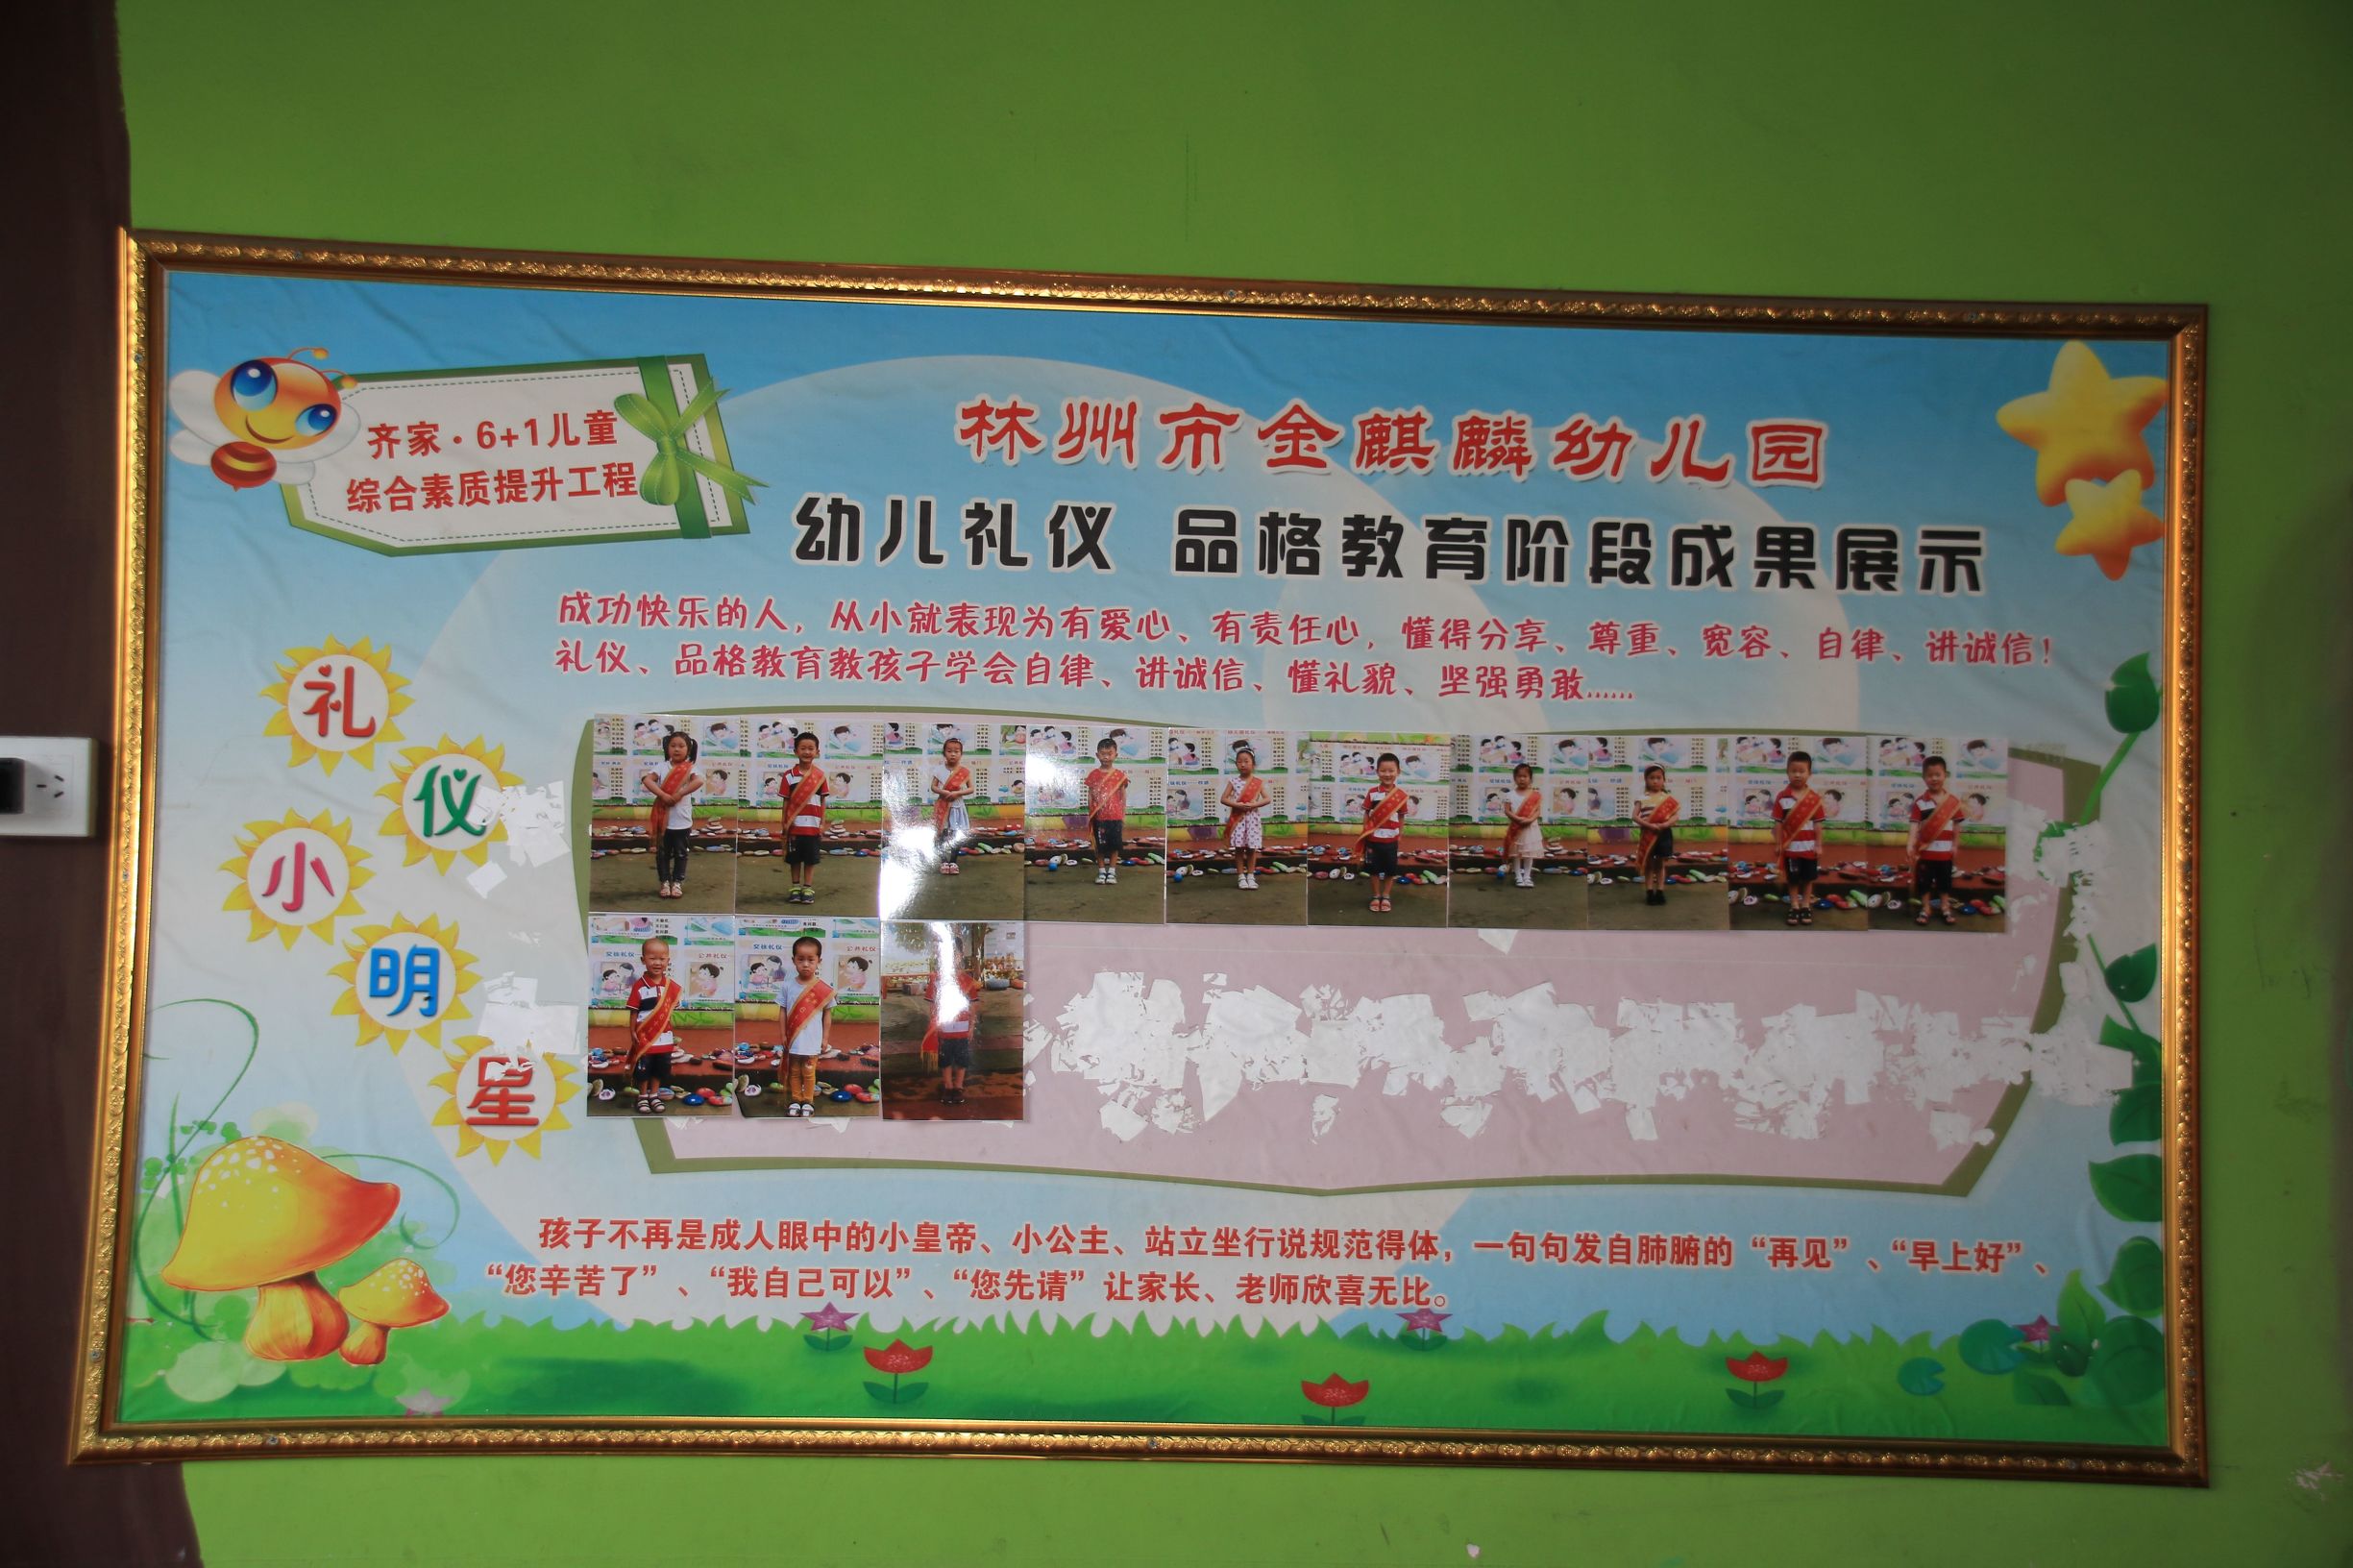 齐家·6+1儿童
综合素质提升工程
林州市金麒麟幼儿园
幼儿礼仪 品格教育阶段成果展示
成功快乐的人，从小就表现为有爱心、有责任心，懂得分享、尊重、宽容、自律、讲诚信！
礼仪、品格教育教孩子学会自律、讲诚信、懂礼貌、坚强勇敢......
礼
仪
小
明
星
孩子不再是成人眼中的小皇帝、小公主、站立坐行说规范得体，一句句发自肺腑的“再见”、“早上好”、
“您辛苦了”、“我自己可以”、“您先请”让家长、老师欣喜无比。